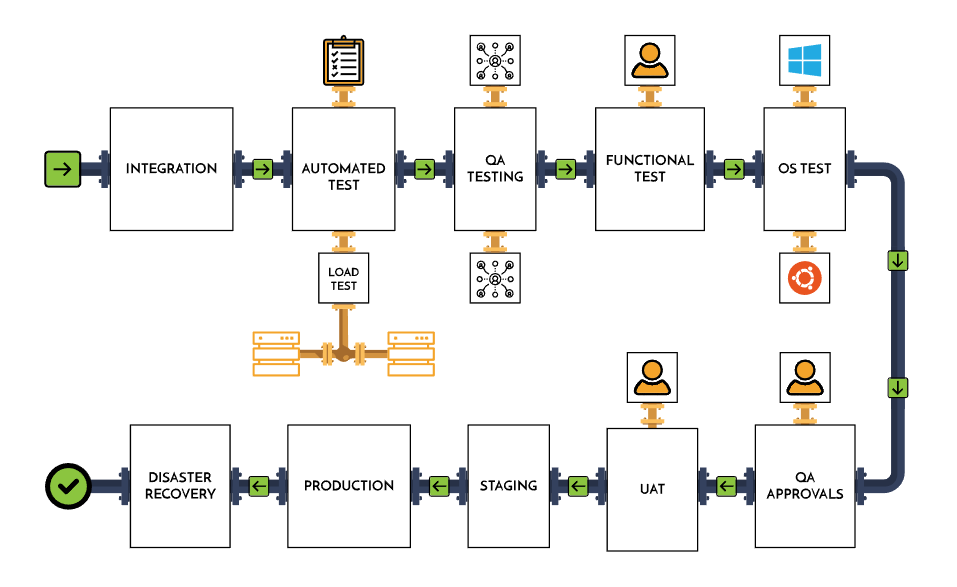 INTEGRATION
AUTOMATED
TEST
QA
TESTING
FUNCTIONAL
TEST
OS TEST
LOAD
TEST
DISASTER
RECOVERY
PRODUCTION
STAGING
UAT
QA
APPROVALS